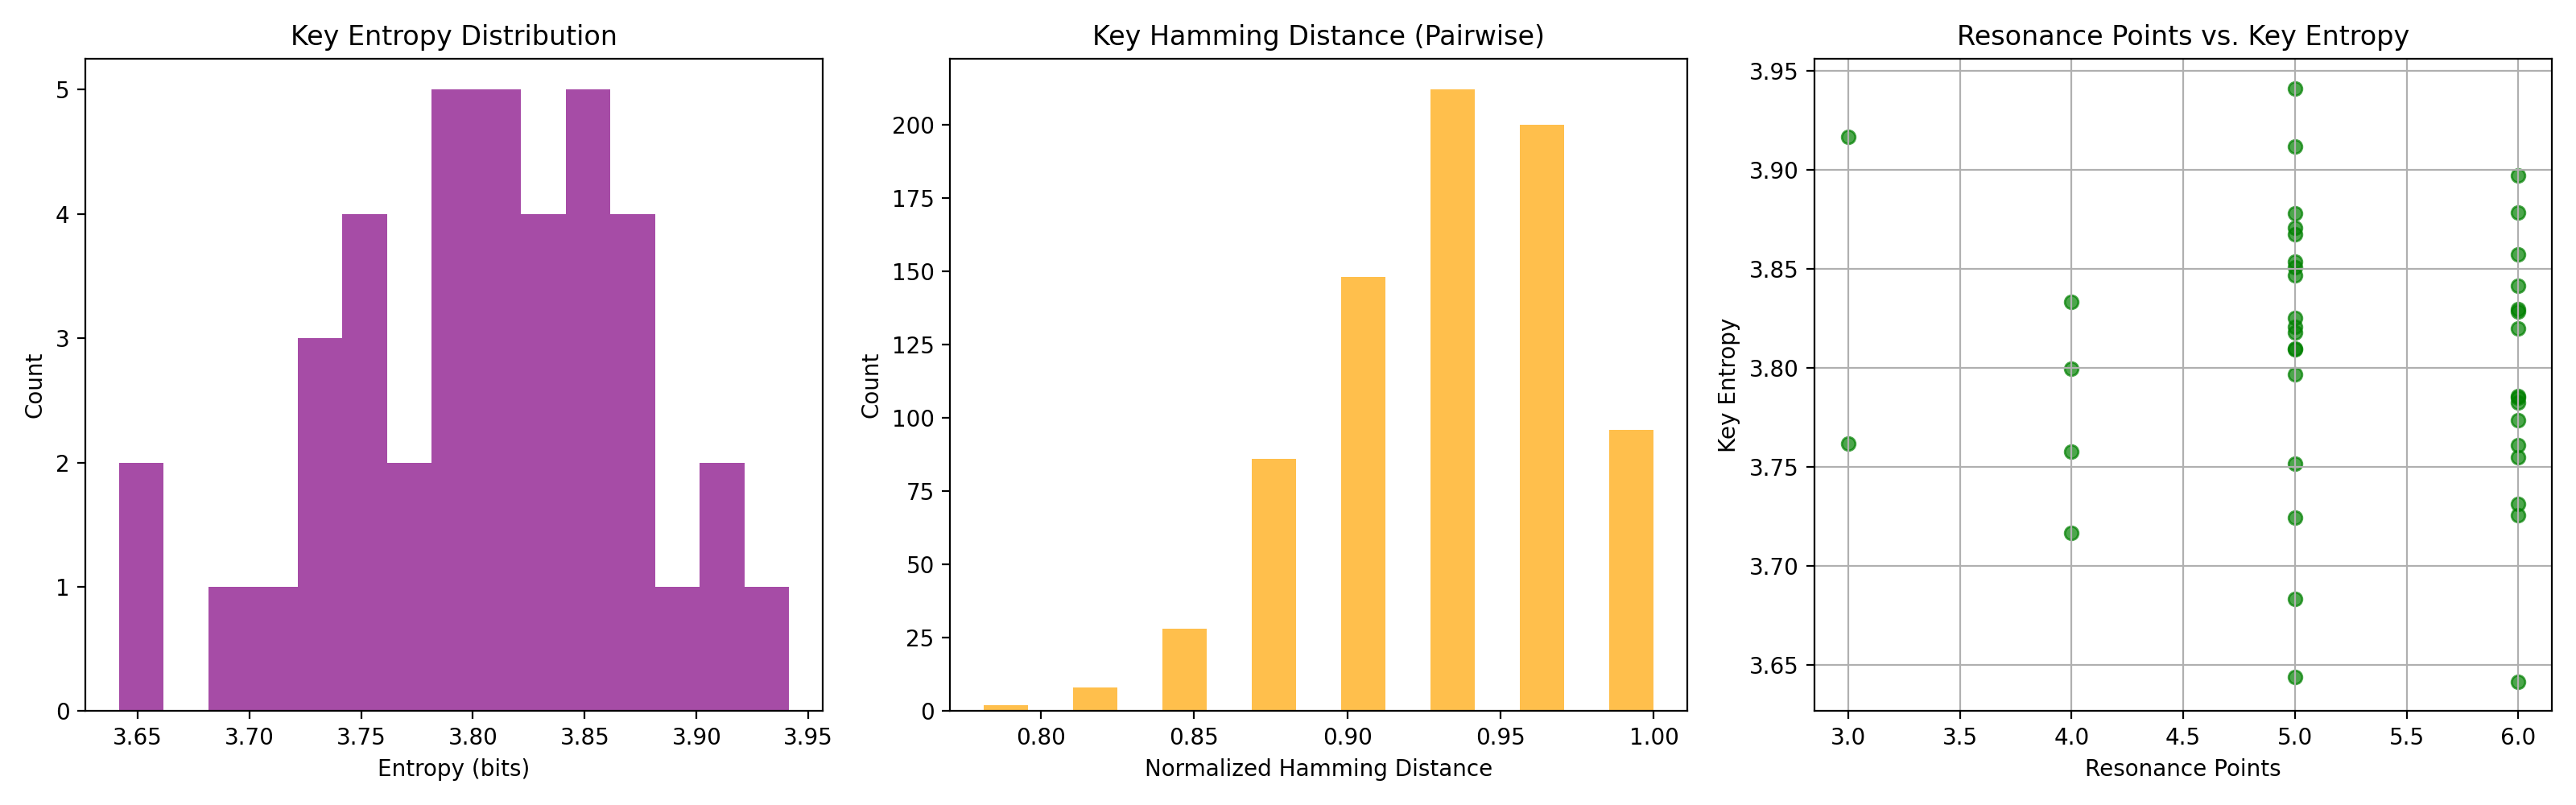 Key Entropy Distribution
5
4
3
2
1
0
Count
3.65 3.70 3.75 3.80 3.85 3.90 3.95
Entropy (bits)
Key Hamming Distance (Pairwise)
200
175
150
125
100
75
50
25
0
Count
0.80 0.85 0.90 0.95 1.00
Normalized Hamming Distance
Resonance Points vs. Key Entropy
3.95
3.90
3.85
3.80
3.75
3.70
3.65
Key Entropy
3.0 3.5 4.0 4.5 5.0 5.5 6.0
Resonance Points